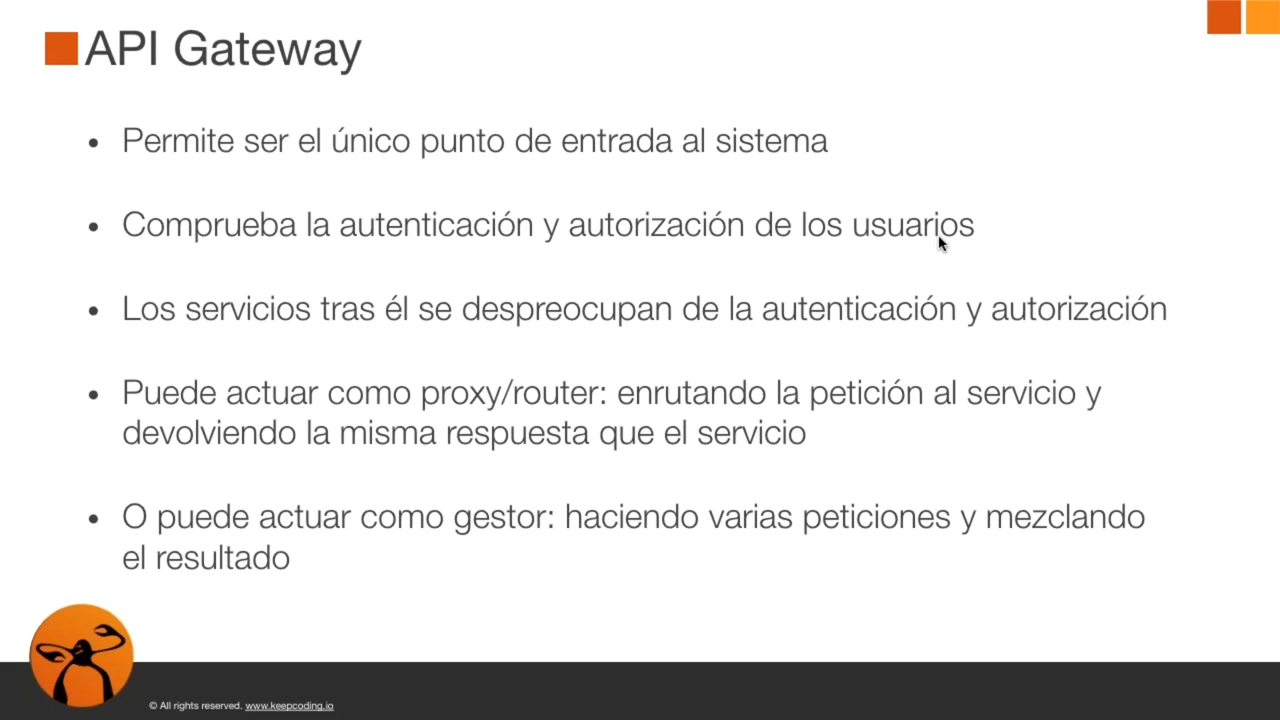 API Gateway
• Permite ser el único punto de entrada al sistema
• Comprueba la autenticación y autorización de los usuarios
• Los servicios tras él se despreocupan de la autenticación y autorización
• Puede actuar como proxy/router: enrutando la petición al servicio y
devolviendo la misma respuesta que el servicio
• O puede actuar como gestor: haciendo varias peticiones y mezclando
el resultado
© All rights reserved. www.keepcoding.io